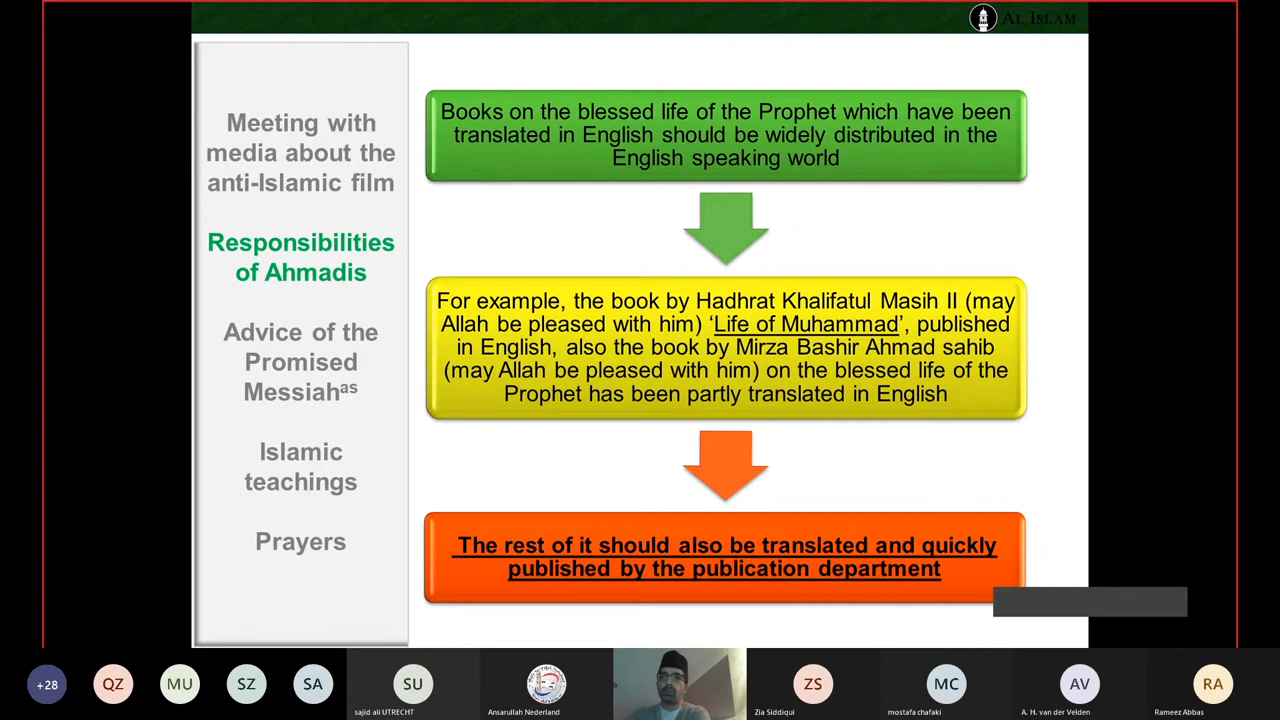 AL ISLAM
Meeting with
media about the
anti-Islamic film
Responsibilities
of Ahmadis
Advice of the
Promised
Messiahas
Islamic
teachings
Prayers
Books on the blessed life of the Prophet which have been
translated in English should be widely distributed in the
English speaking world
For example, the book by Hadhrat Khalifatul Masih II (may
Allah be pleased with him) ‘Life of Muhammad’, published
in English, also the book by Mirza Bashir Ahmad sahib
(may Allah be pleased with him) on the blessed life of the
Prophet has been partly translated in English
The rest of it should also be translated and quickly
published by the publication department
+28
QZ
MU
SZ
SA
SU
sajid ali UTRECHT
Ansarullah Nederland
ZS
Zia Siddiqui
MC
mostafa chafaki
AV
A. H. van der Velden
RA
Rameez Abbas